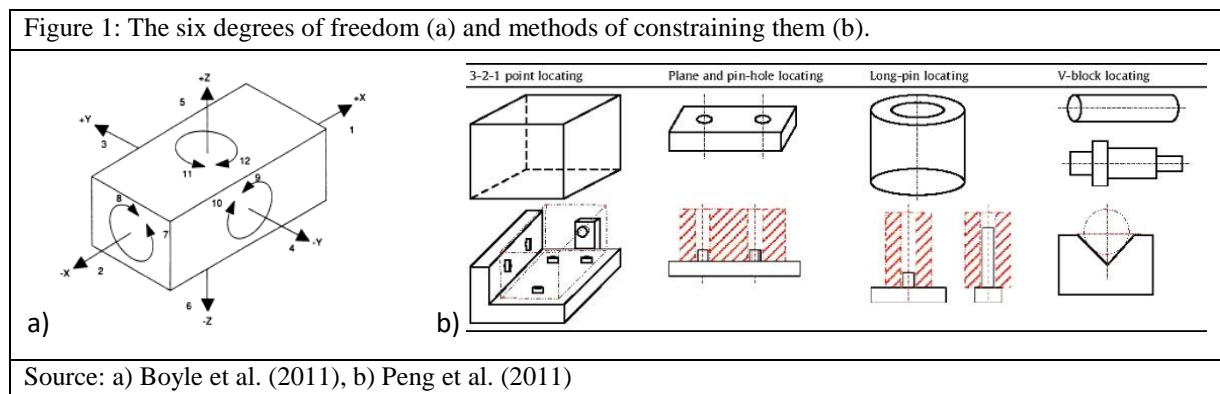 Figure 1: The six degrees of freedom (a) and methods of constraining them (b).
+Z
5
+X
1
+Y
3
11
12
8
9
10
7
4
-Y
-X
2
6
-Z
a)
b)
3-2-1 point locating
Plane and pin-hole locating
Long-pin locating
V-block locating
Source: a) Boyle et al. (2011), b) Peng et al. (2011)